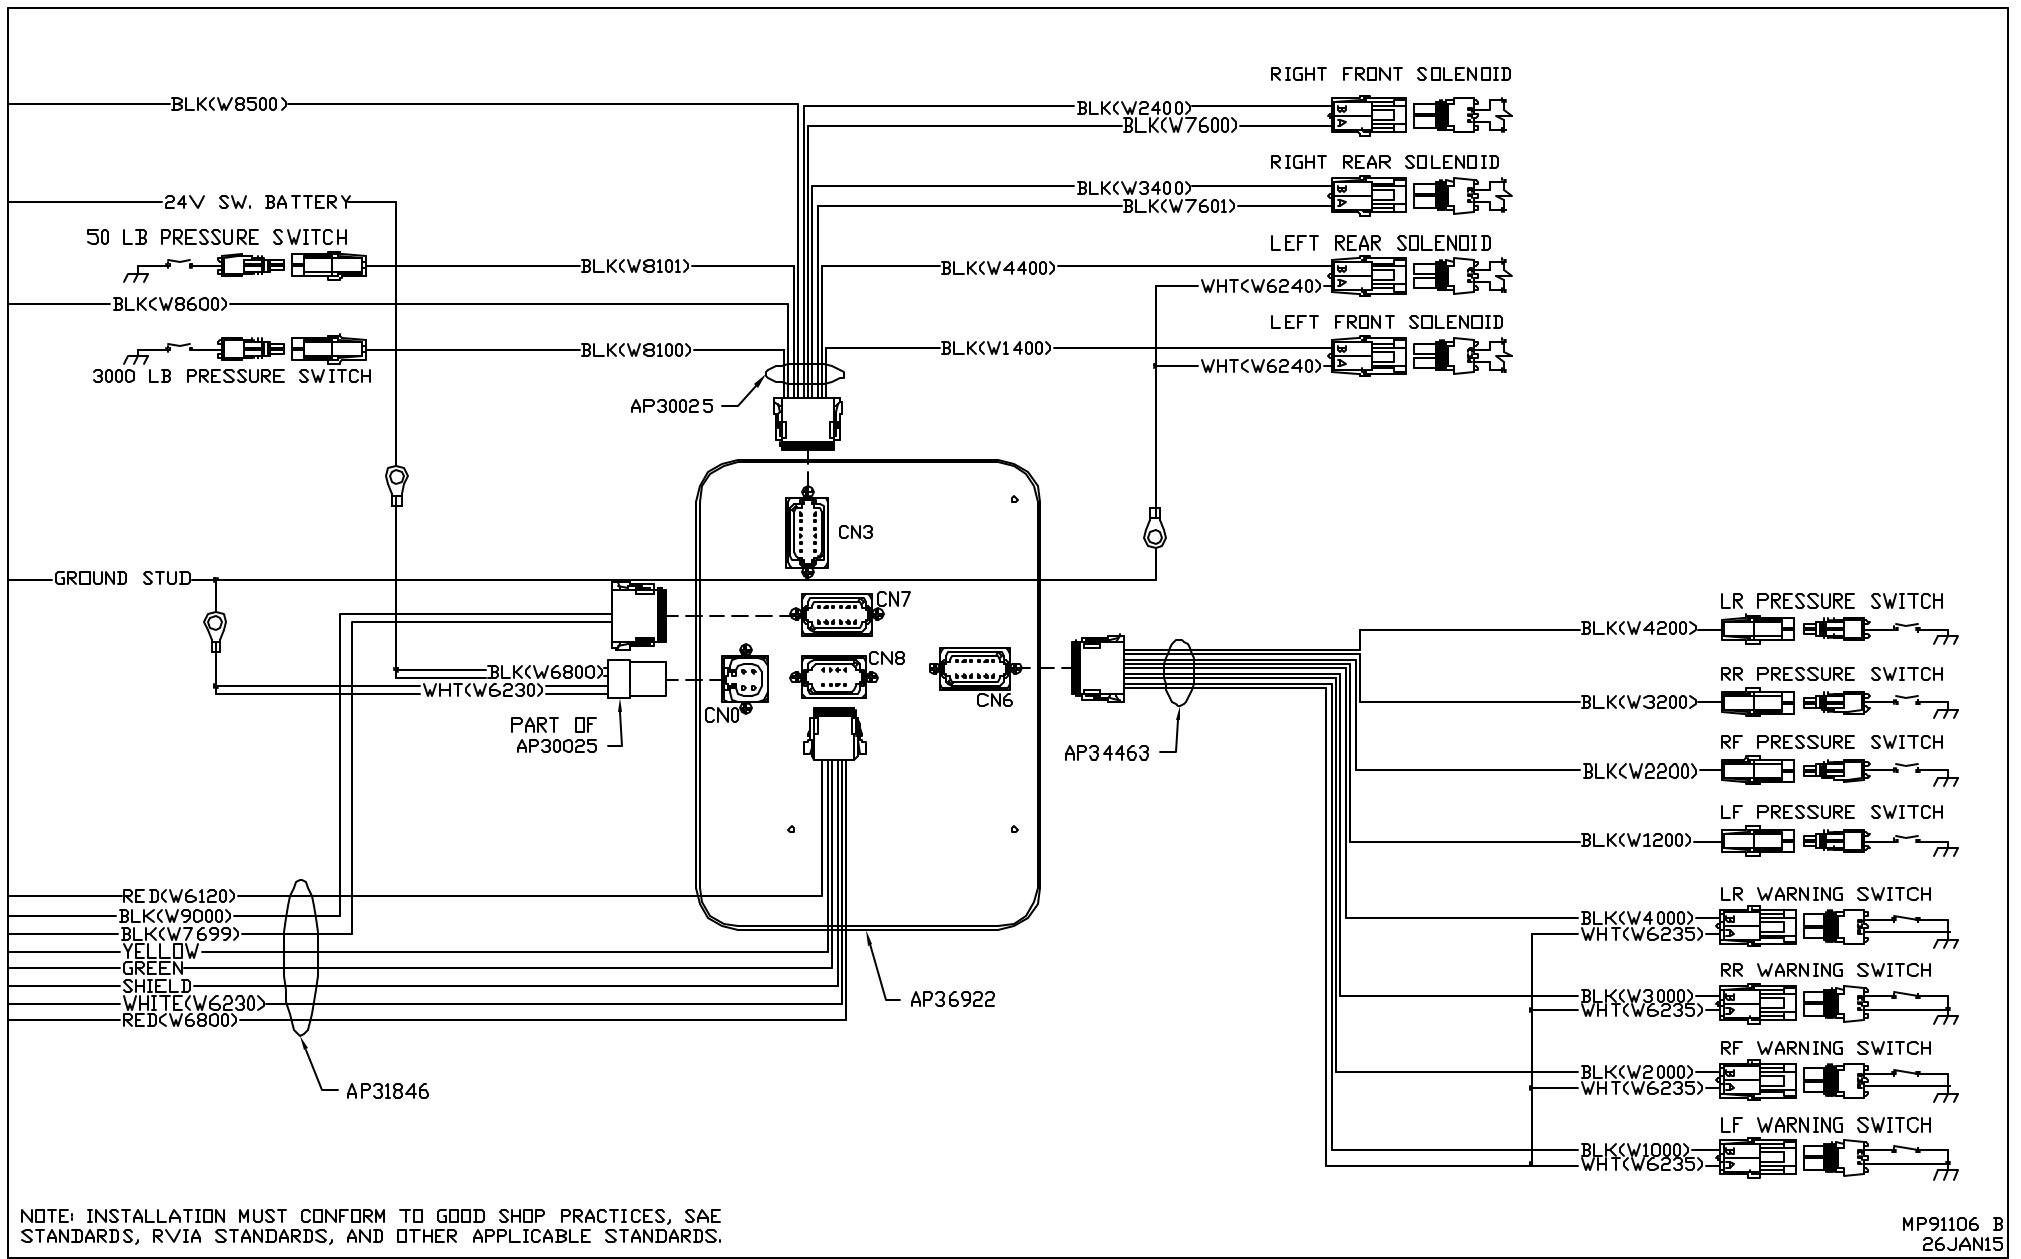 RIGHT FRONT SOLENOID
BLK(W8500)
BLK(W2400)
BLK(W7600)
B
A
RIGHT REAR SOLENOID
BLK(W3400)
BLK(W7601)
B
A
24V SW. BATTERY
50 LB PRESSURE SWITCH
BLK(W8101)
LEFT REAR SOLENOID
BLK(W4400)
WHT(W6240)
B
A
BLK(W8600)
LEFT FRONT SOLENOID
BLK(W8100)
BLK(W1400)
WHT(W6240)
B
A
3000 LB PRESSURE SWITCH
AP30025
CN3
GROUND STUD
CN7
CN8
CN6
CN0
BLK(W6800)
WHT(W6230)
PART OF
AP30025
AP34463
LR PRESSURE SWITCH
BLK(W4200)
RR PRESSURE SWITCH
BLK(W3200)
RF PRESSURE SWITCH
BLK(W2200)
LF PRESSURE SWITCH
BLK(W1200)
LR WARNING SWITCH
BLK(W4000)
WHT(W6235)
B
A
RR WARNING SWITCH
BLK(W3000)
WHT(W6235)
B
A
RF WARNING SWITCH
BLK(W2000)
WHT(W6235)
B
A
LF WARNING SWITCH
BLK(W1000)
WHT(W6235)
B
A
RED(W6120)
BLK(W9000)
BLK(W7699)
YELLOW
GREEN
SHIELD
WHITE(W6230)
RED(W6800)
AP36922
AP31846
NOTE: INSTALLATION MUST CONFORM TO GOOD SHOP PRACTICES, SAE
STANDARDS, RVIA STANDARDS, AND OTHER APPLICABLE STANDARDS.
MP91106 B
26JAN15